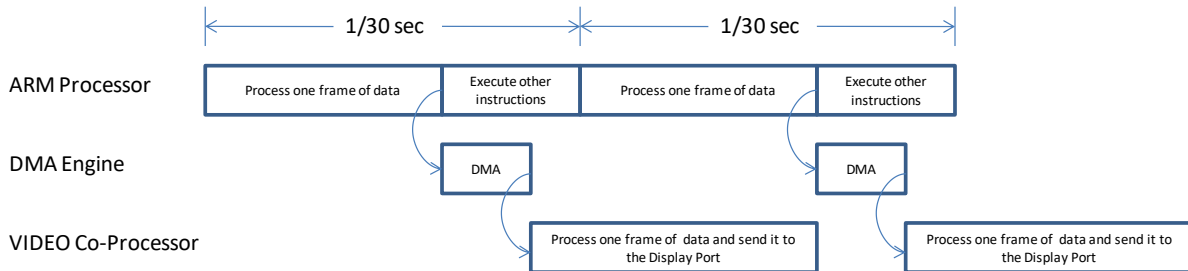 1/30 sec
1/30 sec
ARM Processor
Process one frame of data
Execute other
instructions
Process one frame of data
Execute other
instructions
DMA Engine
DMA
DMA
VIDEO Co-Processor
Process one frame of data and send it to
the Display Port
Process one frame of data and send it to
the Display Port